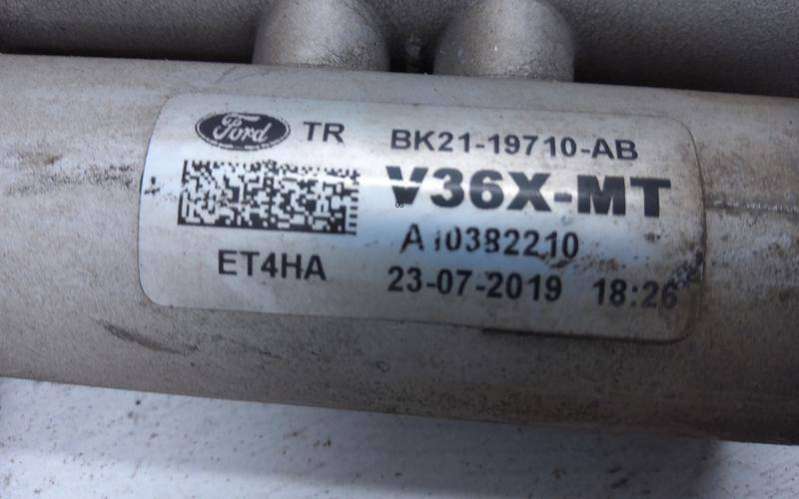 Ford TR BK21-19710-AB
V36X-MT
A10382210
ET4HA 23-07-2019 18:26